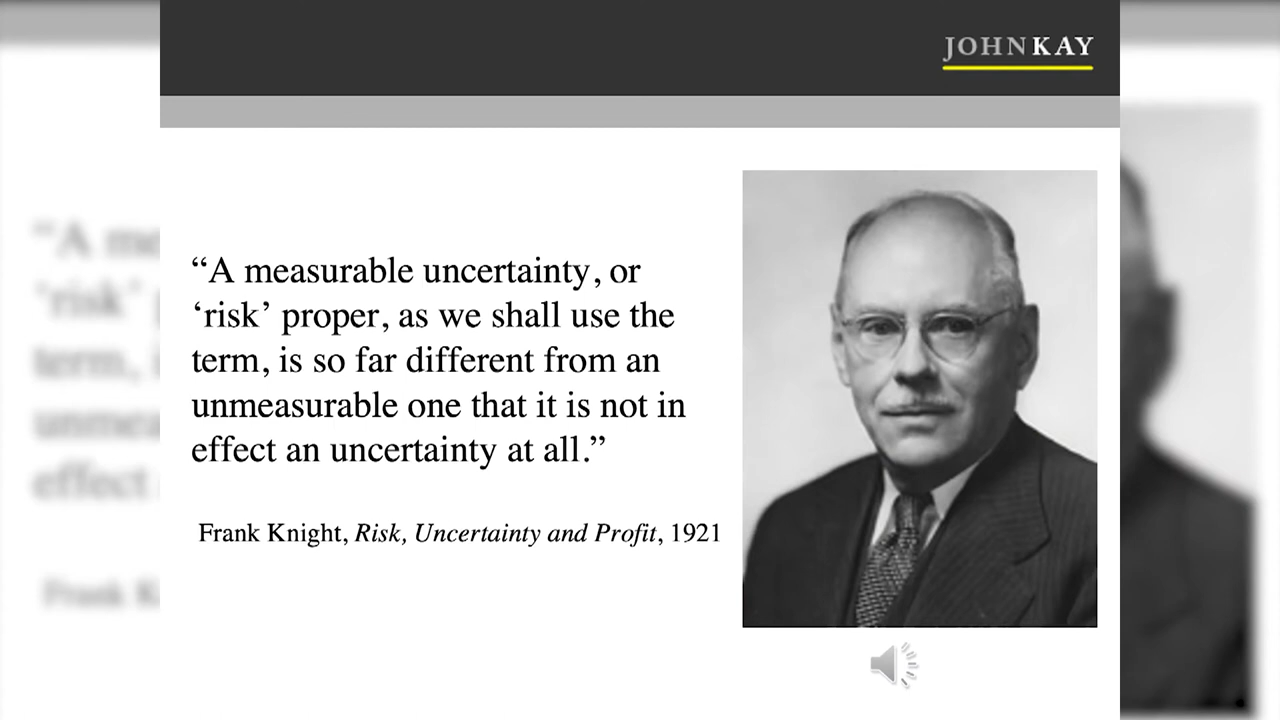 JOHNKAY
“A measurable uncertainty, or
‘risk’ proper, as we shall use the
term, is so far different from an
unmeasurable one that it is not in
effect an uncertainty at all.”
Frank Knight, Risk, Uncertainty and Profit, 1921